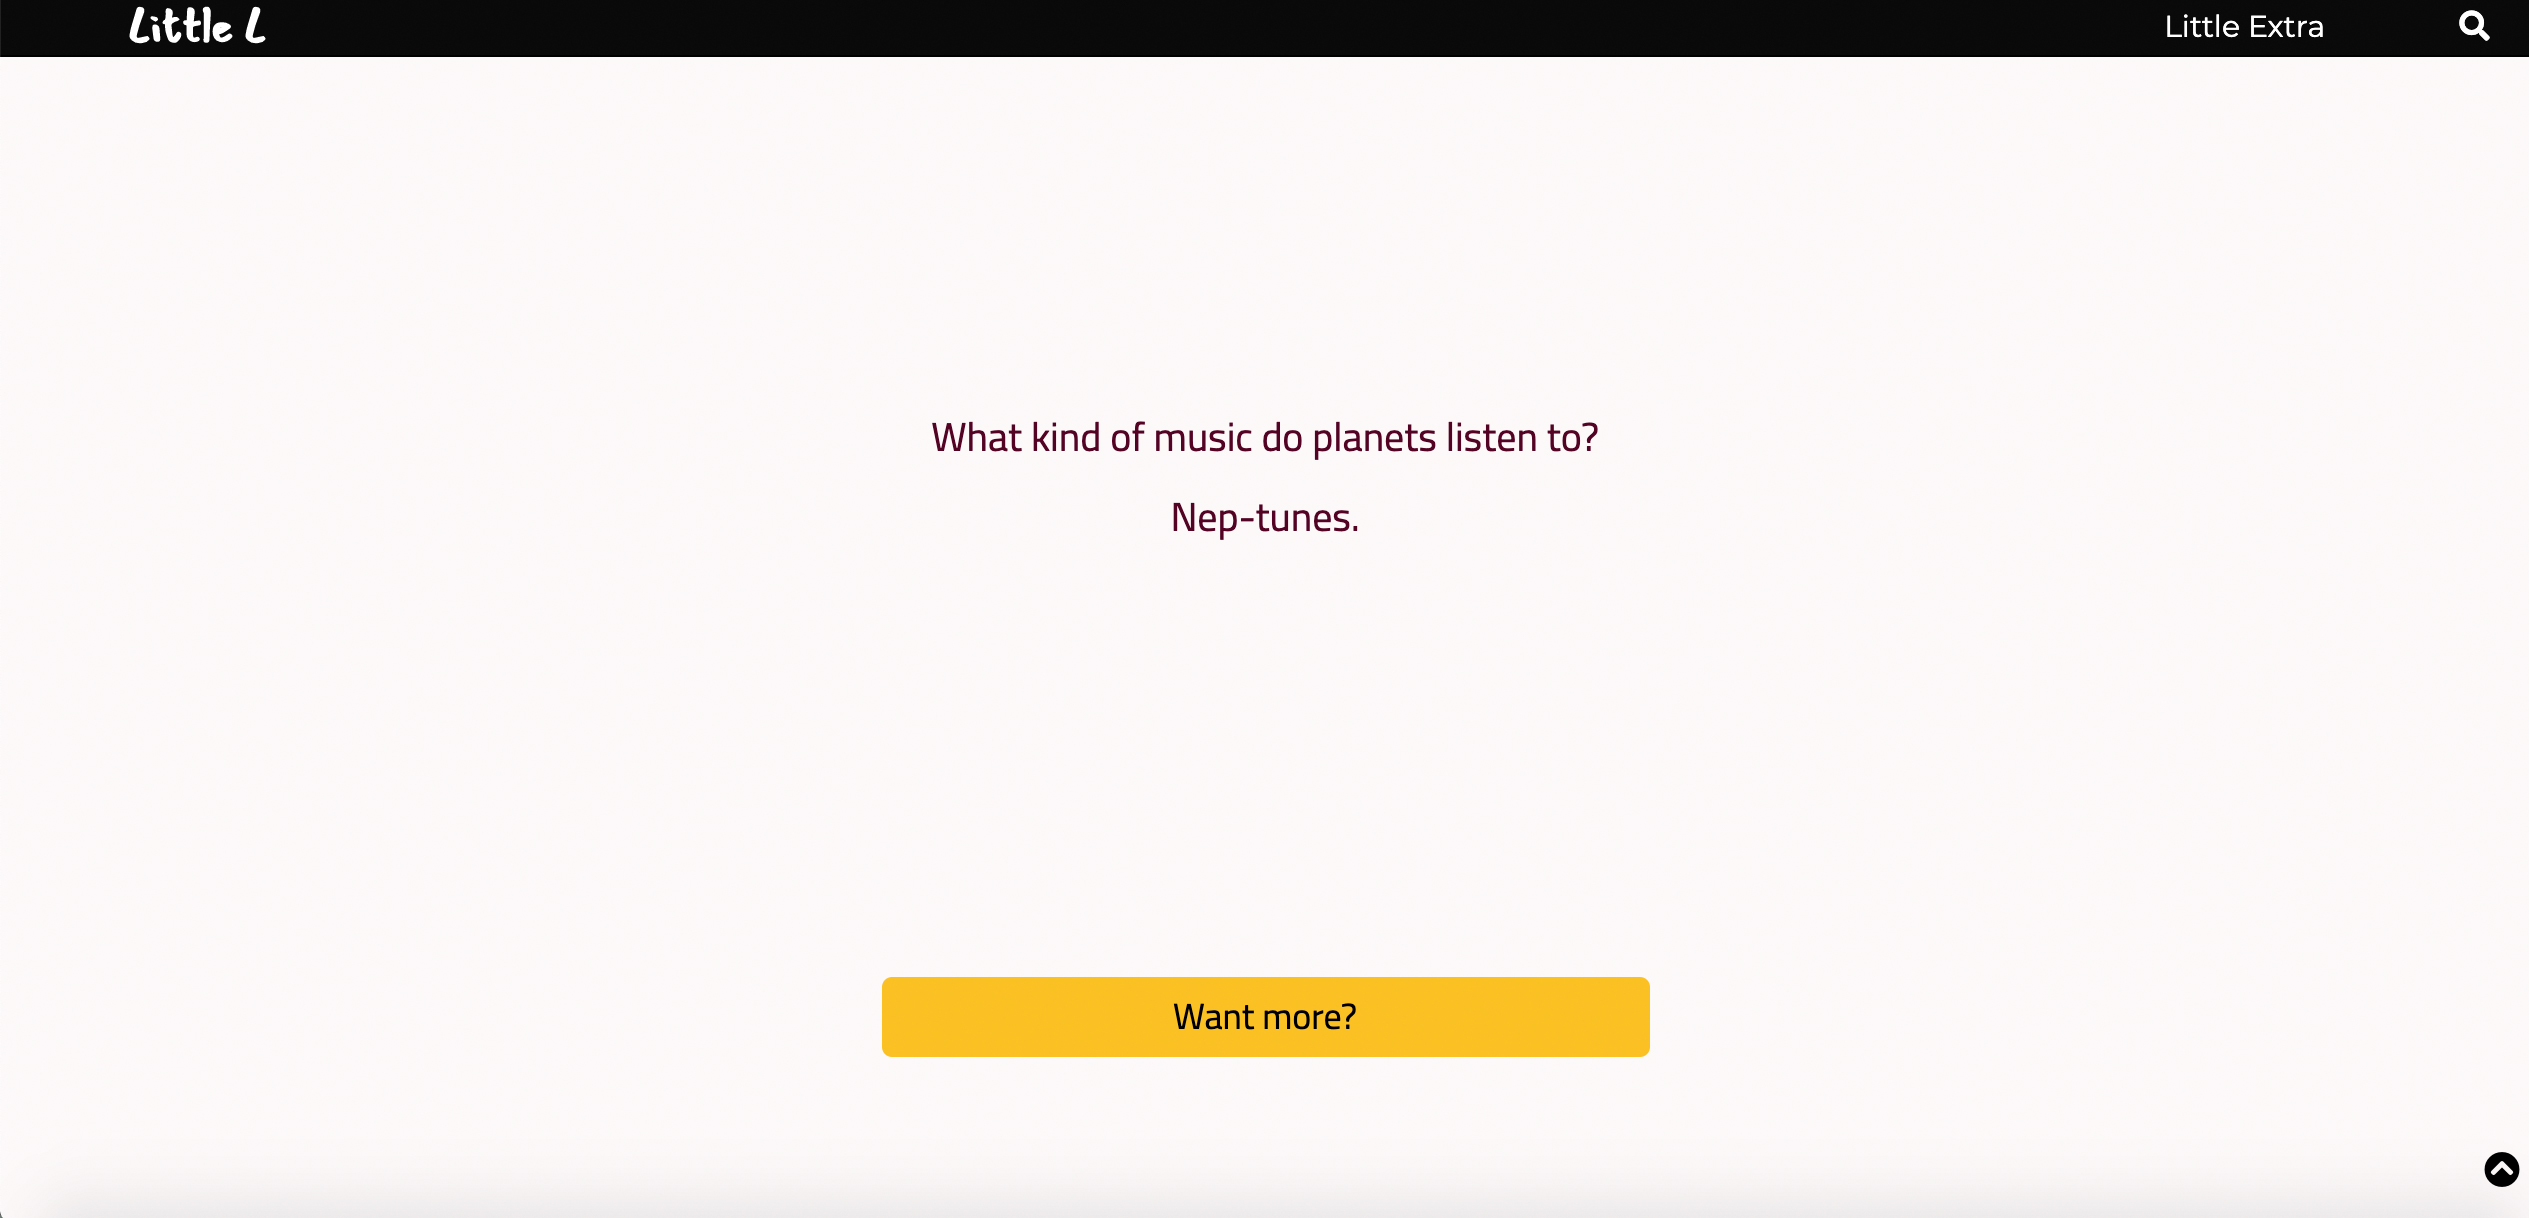 Little L
Little Extra
What kind of music do planets listen to?
Nep-tunes.
Want more?